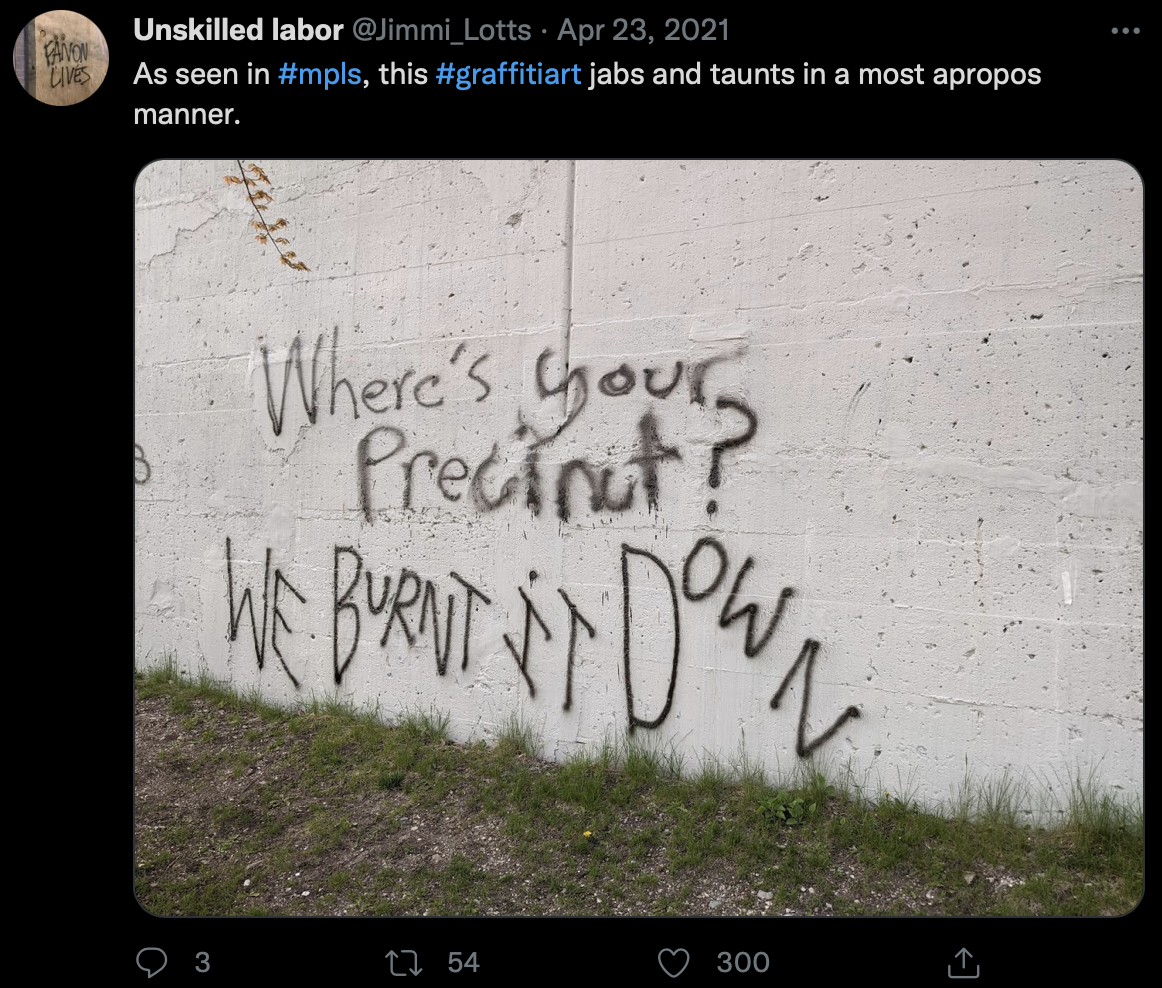 Unskilled labor @Jimmi_Lotts · Apr 23, 2021
As seen in #mpls, this #graffitiart jabs and taunts in a most apropos
manner.
FANON
LIVES
Where's your
Precinct?
WE BURNT iT DOWN
3 54 300